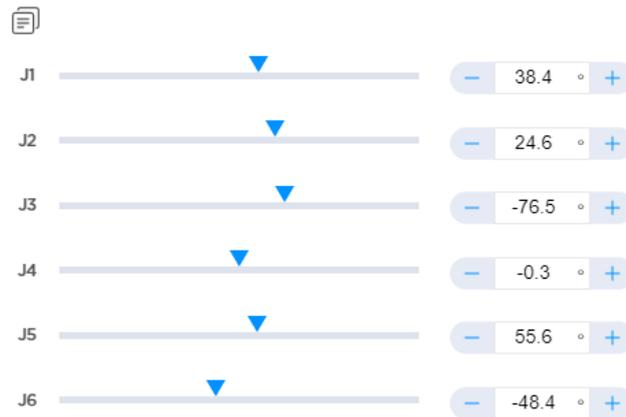 J1 − 38.4 ° +
J2 − 24.6 ° +
J3 − -76.5 ° +
J4 − -0.3 ° +
J5 − 55.6 ° +
J6 − -48.4 ° +